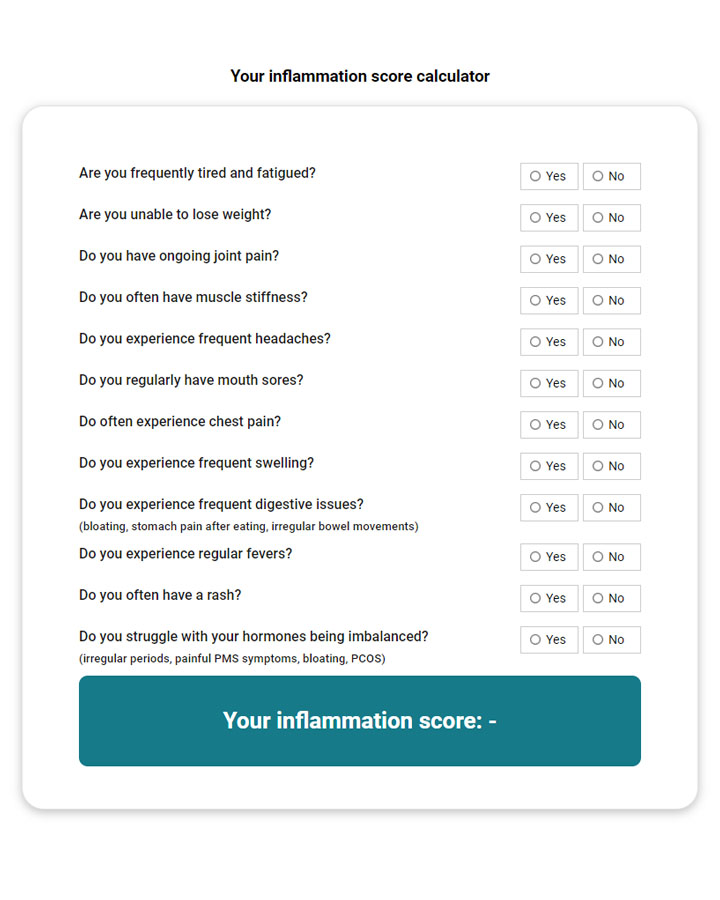 Your inflammation score calculator
Are you frequently tired and fatigued? Yes No
Are you unable to lose weight? Yes No
Do you have ongoing joint pain? Yes No
Do you often have muscle stiffness? Yes No
Do you experience frequent headaches? Yes No
Do you regularly have mouth sores? Yes No
Do often experience chest pain? Yes No
Do you experience frequent swelling? Yes No
Do you experience frequent digestive issues? Yes No
(bloating, stomach pain after eating, irregular bowel movements)
Do you experience regular fevers? Yes No
Do you often have a rash? Yes No
Do you struggle with your hormones being imbalanced? Yes No
(irregular periods, painful PMS symptoms, bloating, PCOS)
Your inflammation score: -